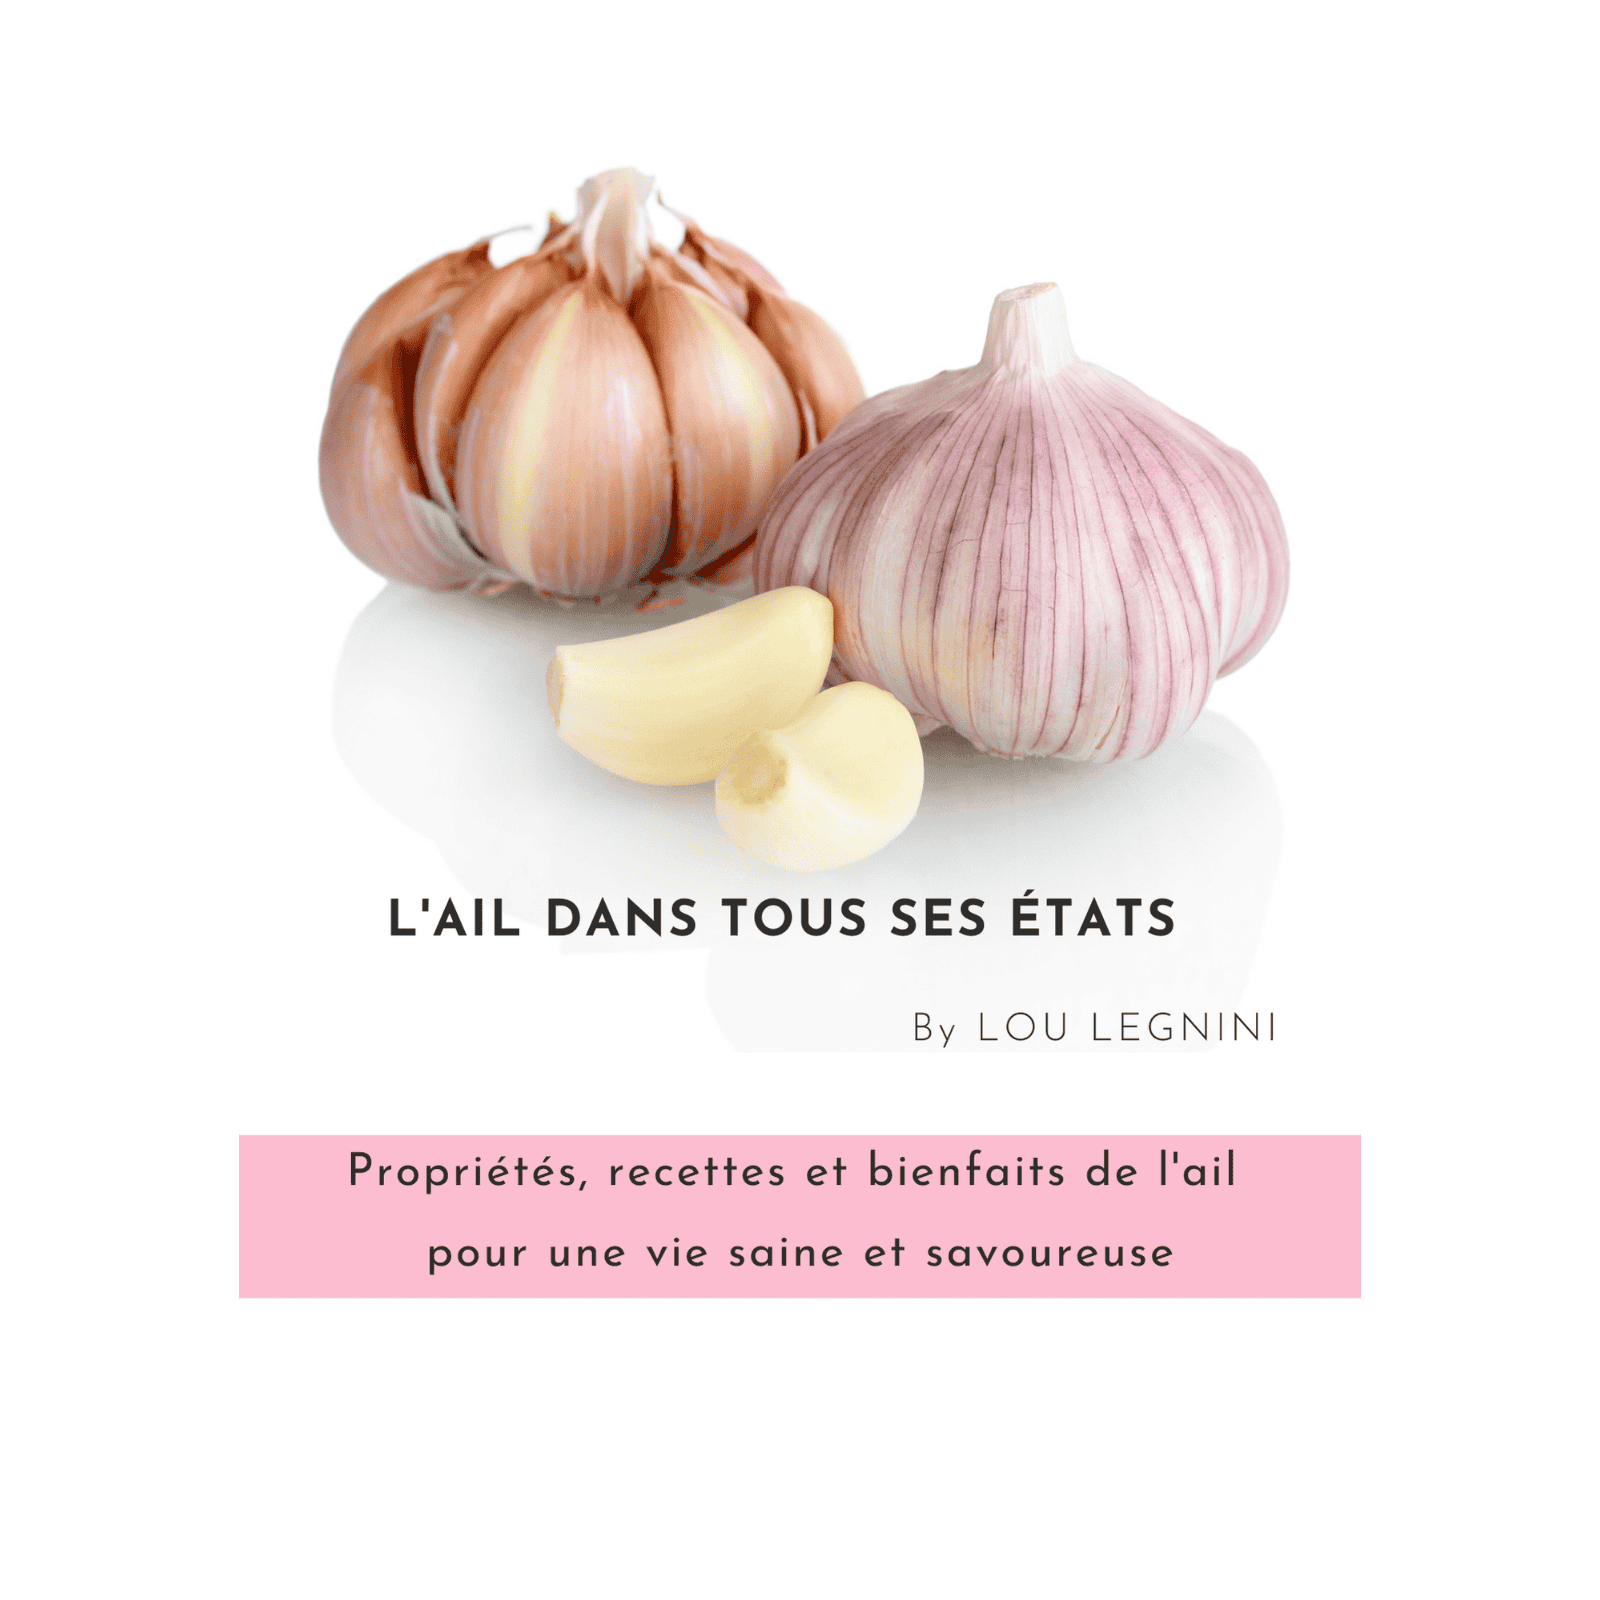 L'AIL DANS TOUS SES ÉTATS
By LOU LEGNINI
Propriétés, recettes et bienfaits de l'ail
pour une vie saine et savoureuse